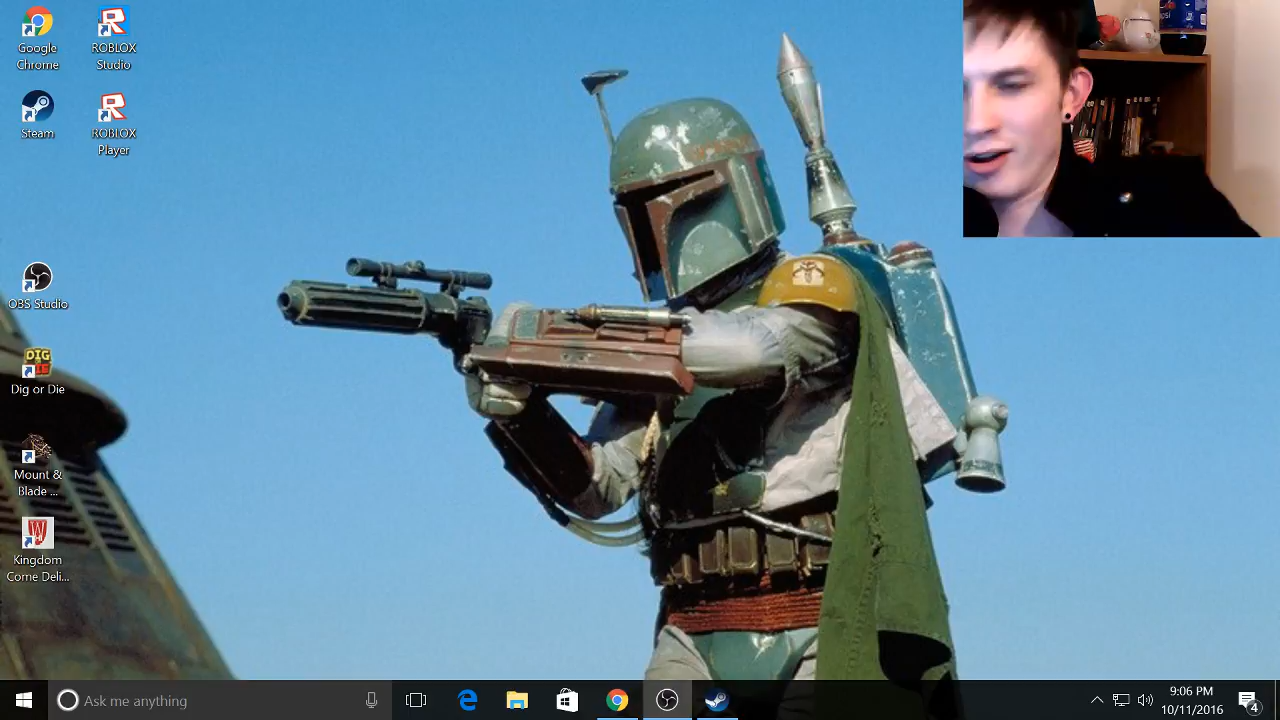 Google
Chrome
ROBLOX
Studio
Steam
ROBLOX
Player
OBS Studio
DIG
Dig or Die
Mount &
Blade ...
Kingdom
Come Deli...
pepsi
Ask me anything
9:06 PM
10/11/2016
4